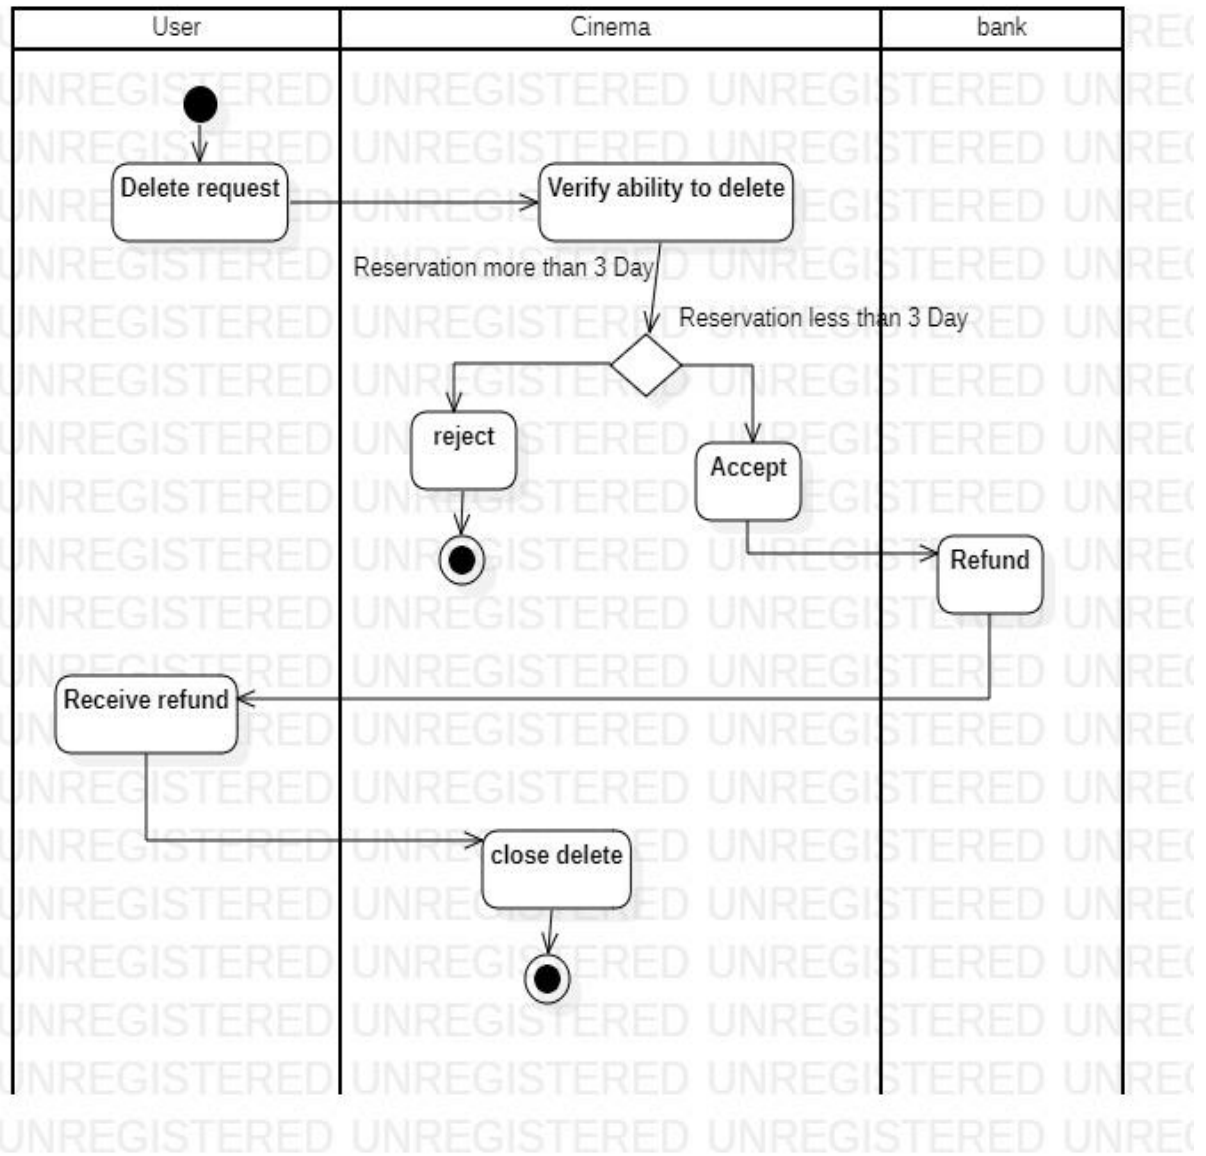 User Cinema bank
Delete request
Verify ability to delete
Reservation more than 3 Day
Reservation less than 3 Day
reject
Accept
Refund
Receive refund
close delete
UNREGISTERED